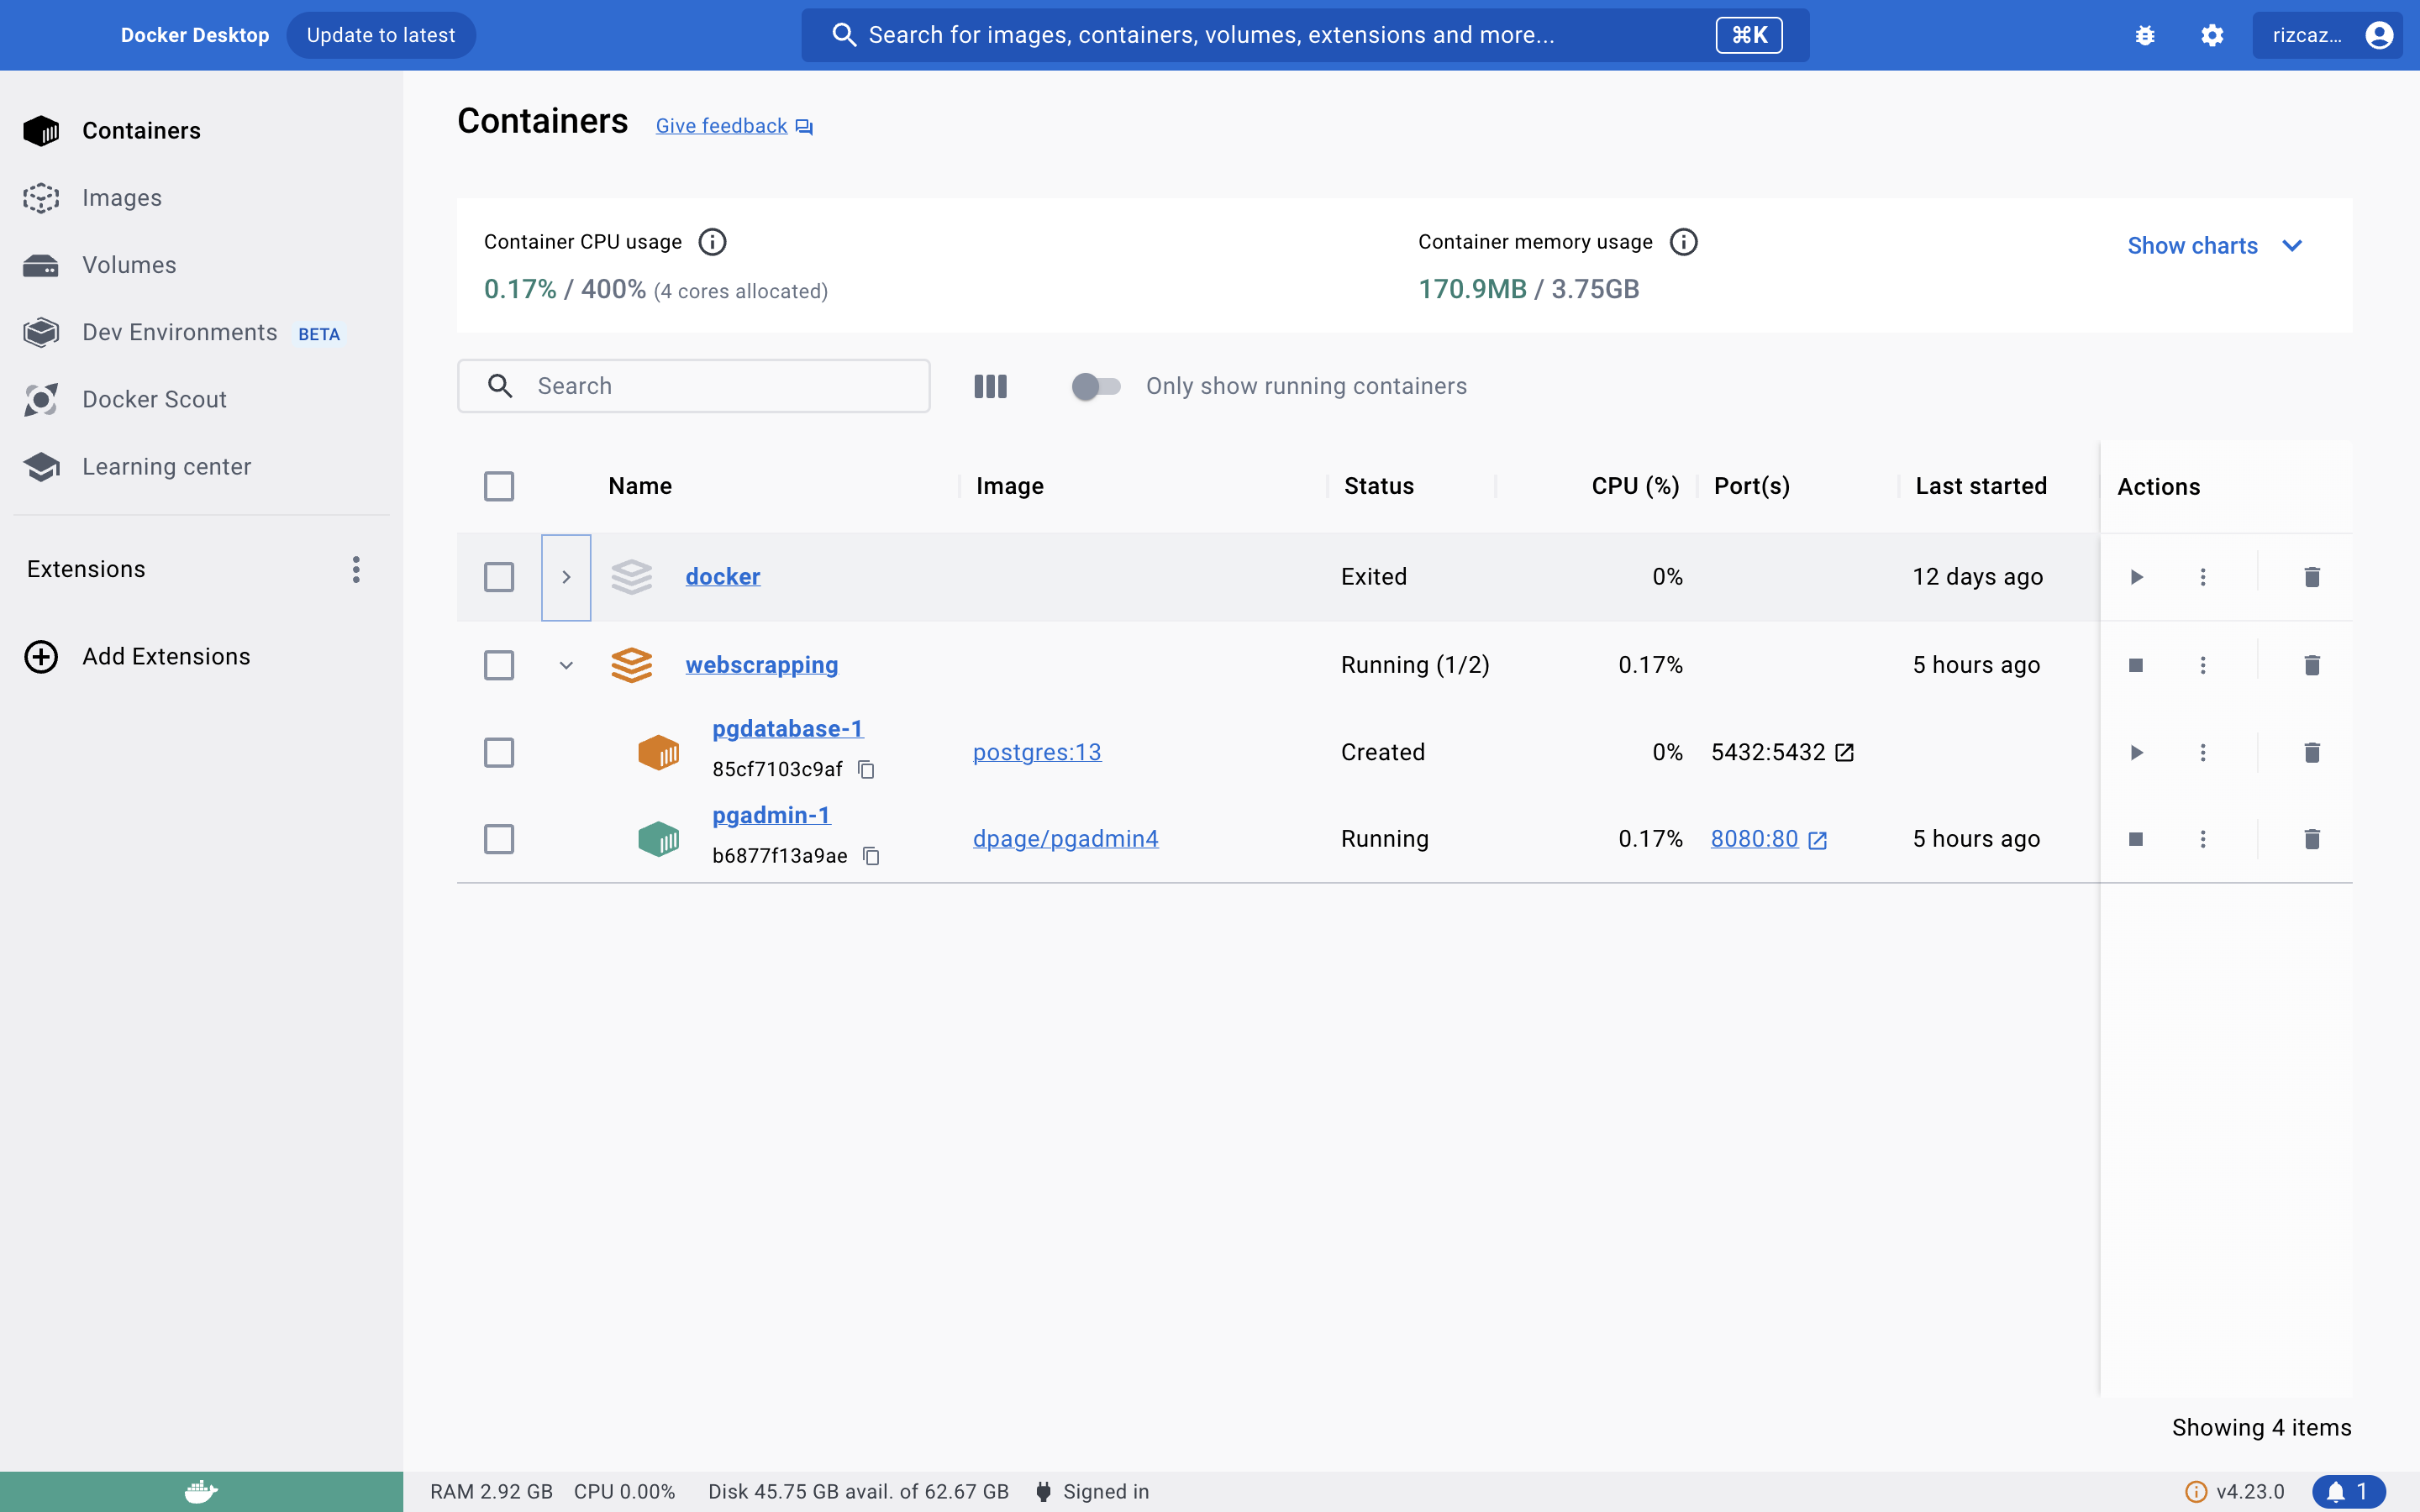 Docker Desktop Update to latest Search for images, containers, volumes, extensions and more... ⌘K rizcaz...
Containers
Images
Volumes
Dev Environments BETA
Docker Scout
Learning center
Extensions
Add Extensions
Containers Give feedback
Container CPU usage
0.17% / 400% (4 cores allocated)
Container memory usage
170.9MB / 3.75GB
Show charts
Search Only show running containers
Name Image Status CPU (%) Port(s) Last started Actions
docker Exited 0% 12 days ago
webscrapping Running (1/2) 0.17% 5 hours ago
pgdatabase-1
85cf7103c9af
postgres:13 Created 0% 5432:5432
pgadmin-1
b6877f13a9ae
dpage/pgadmin4 Running 0.17% 8080:80 5 hours ago
Showing 4 items
RAM 2.92 GB CPU 0.00% Disk 45.75 GB avail. of 62.67 GB Signed in v4.23.0 1